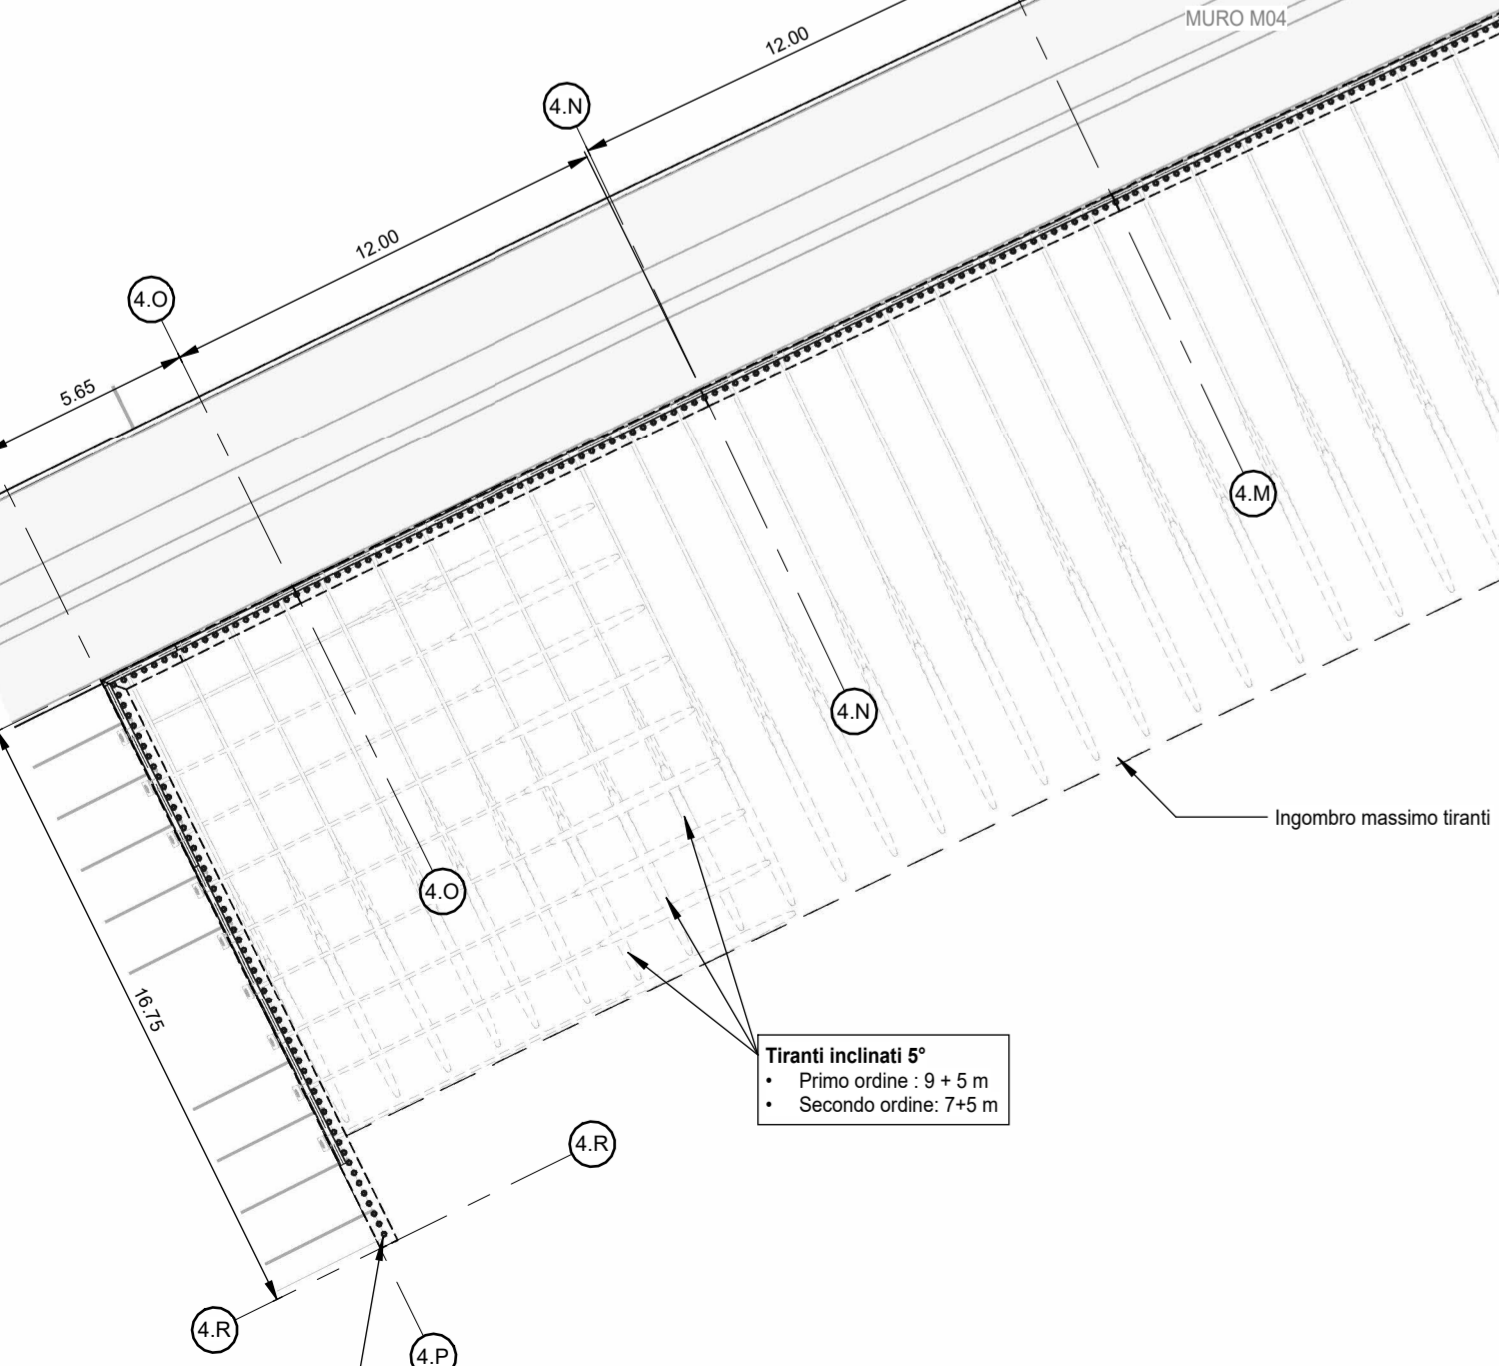 MURO M04
12.00
4.N
12.00
4.O
5.65
4.M
4.N
Ingombro massimo tiranti
4.O
16.75
Tiranti inclinati 5°
• Primo ordine : 9 + 5 m
• Secondo ordine: 7+5 m
4.R
4.R
4.P